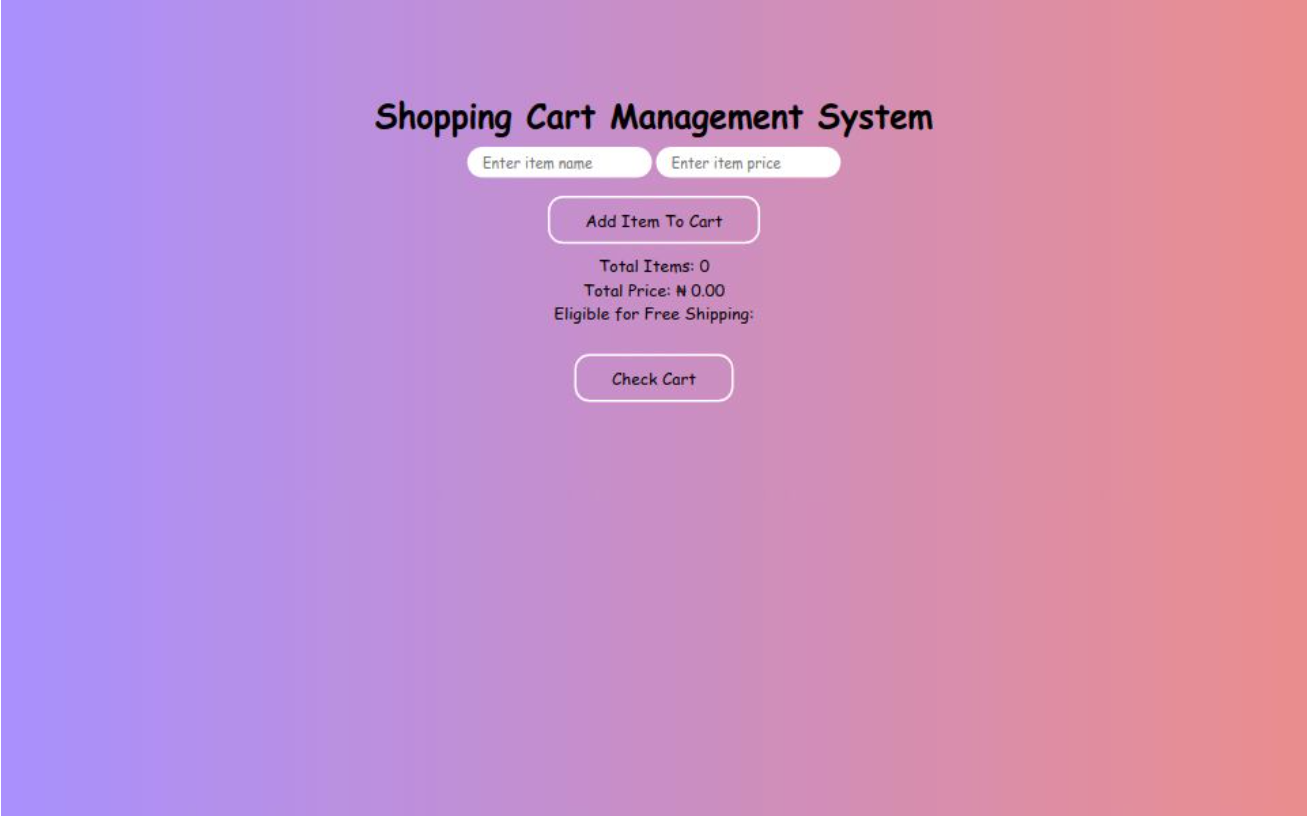 Shopping Cart Management System
Enter item name Enter item price
Add Item To Cart
Total Items: 0
Total Price: ₦ 0.00
Eligible for Free Shipping:
Check Cart